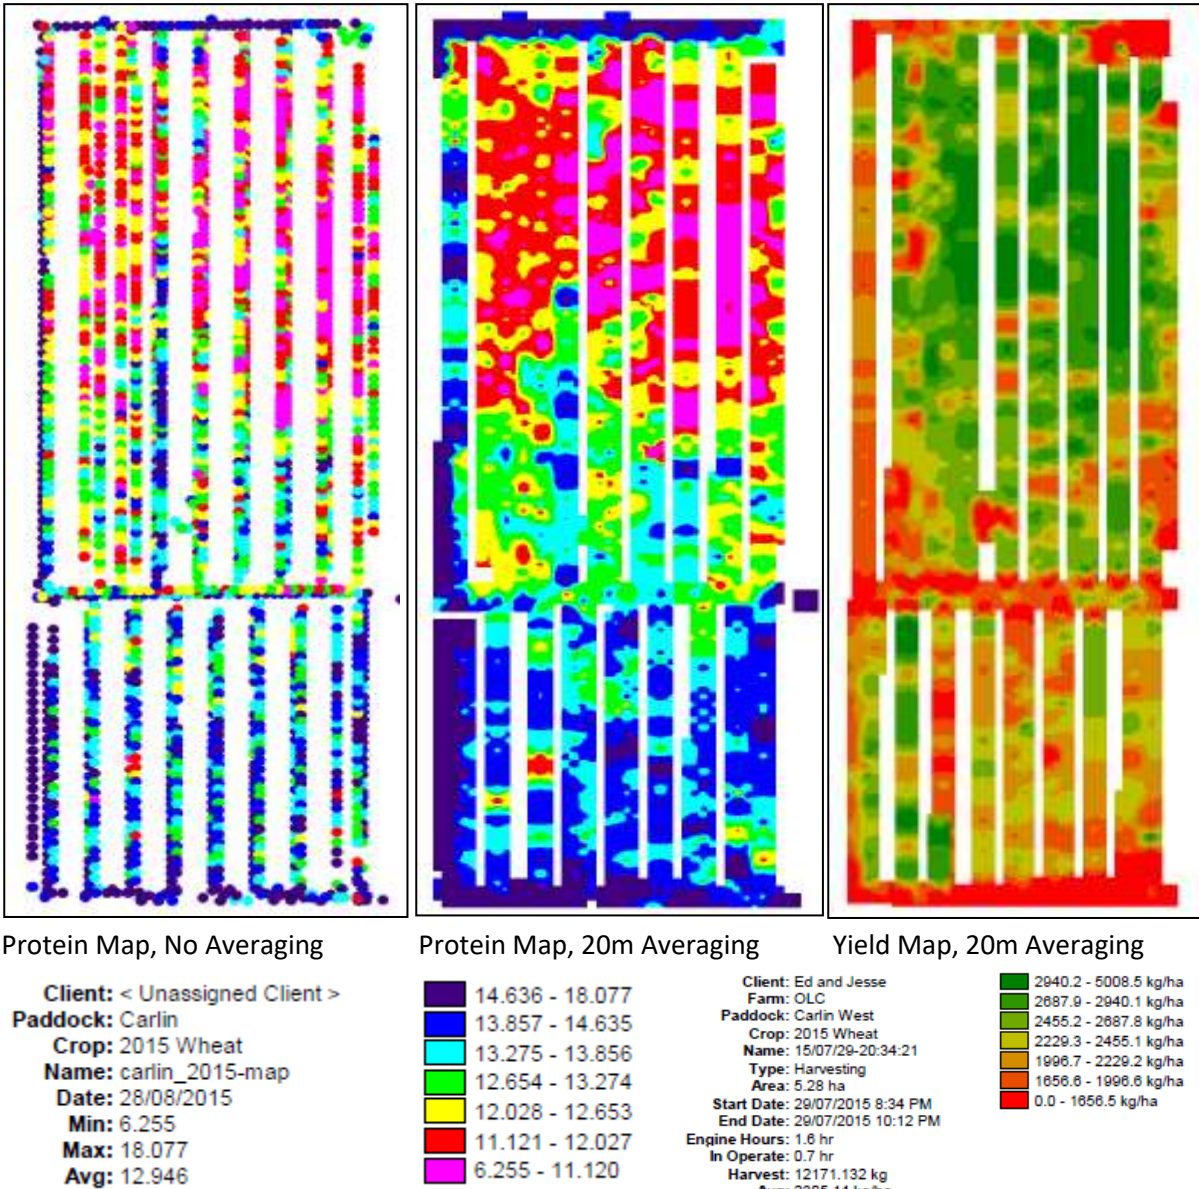 Protein Map, No Averaging
Protein Map, 20m Averaging
Yield Map, 20m Averaging
Client: < Unassigned Client >
Paddock: Carlin
Crop: 2015 Wheat
Name: carlin_2015-map
Date: 28/08/2015
Min: 6.255
Max: 18.077
Avg: 12.946
14.636 - 18.077
13.857 - 14.635
13.275 - 13.856
12.654 - 13.274
12.028 - 12.653
11.121 - 12.027
6.255 - 11.120
Client: Ed and Jesse
Farm: OLC
Paddock: Carlin West
Crop: 2015 Wheat
Name: 15/07/29-20:34:21
Type: Harvesting
Area: 5.28 ha
Start Date: 29/07/2015 8:34 PM
End Date: 29/07/2015 10:12 PM
Engine Hours: 1.6 hr
In Operate: 0.7 hr
Harvest: 12171.132 kg
2940.2 - 5008.5 kg/ha
2687.9 - 2940.1 kg/ha
2455.2 - 2687.8 kg/ha
2229.3 - 2455.1 kg/ha
1996.7 - 2229.2 kg/ha
1656.6 - 1996.6 kg/ha
0.0 - 1656.5 kg/ha